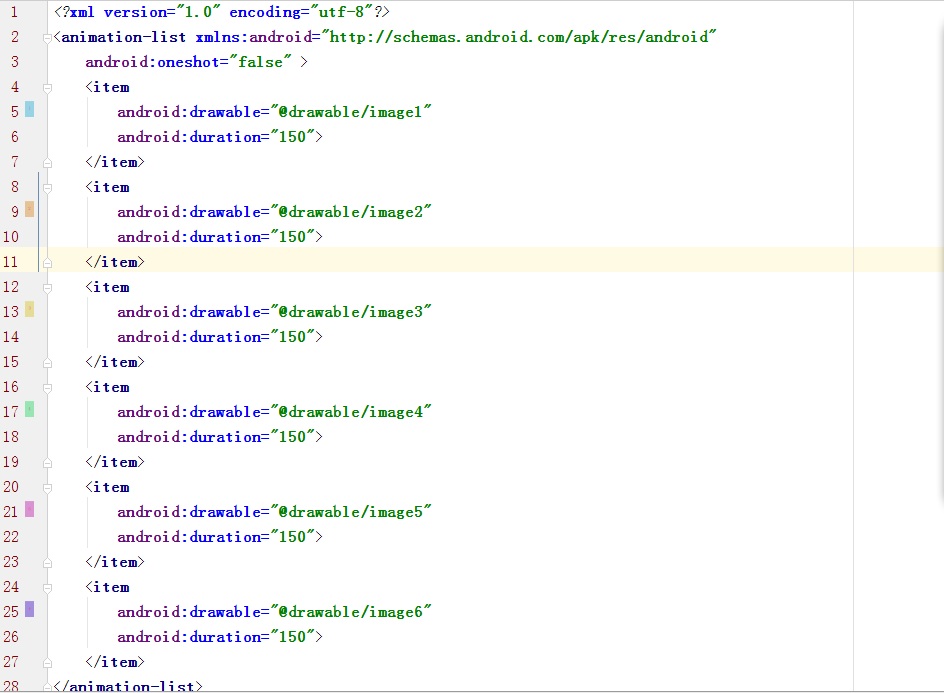 1 <?xml version="1.0" encoding="utf-8"?>
2 <animation-list xmlns:android="http://schemas.android.com/apk/res/android"
3 android:oneshot="false" >
4 <item
5 android:drawable="@drawable/image1"
6 android:duration="150">
7 </item>
8 <item
9 android:drawable="@drawable/image2"
10 android:duration="150">
11 </item>
12 <item
13 android:drawable="@drawable/image3"
14 android:duration="150">
15 </item>
16 <item
17 android:drawable="@drawable/image4"
18 android:duration="150">
19 </item>
20 <item
21 android:drawable="@drawable/image5"
22 android:duration="150">
23 </item>
24 <item
25 android:drawable="@drawable/image6"
26 android:duration="150">
27 </item>
28 </animation-list>